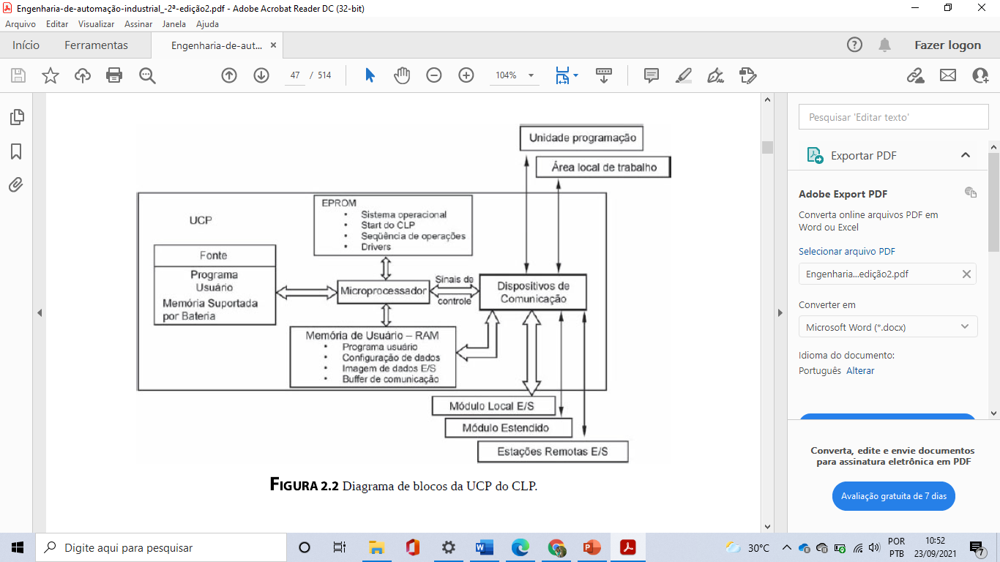 Engenharia-de-automação-industrial_-2ª-edição2.pdf - Adobe Acrobat Reader DC (32-bit)
Arquivo Editar Visualizar Assinar Janela Ajuda
Início Ferramentas Engenharia-de-aut... × Fazer logon
47 / 514 104%
Pesquisar 'Editar texto'
Exportar PDF
Adobe Export PDF
Converta online arquivos PDF em
Word ou Excel
Selecionar arquivo PDF
Engenharia...edição2.pdf
Converter em
Microsoft Word (*.docx)
Idioma do documento:
Português Alterar
Converta, edite e envie documentos
para assinatura eletrônica em PDF
Avaliação gratuita de 7 dias
Unidade programação
Área local de trabalho
UCP
EPROM
• Sistema operacional
• Start do CLP
• Seqüência de operações
• Drivers
Fonte
Programa
Usuário
Memória Suportada
por Bateria
Microprocessador
Sinais de
controle
Dispositivos de
Comunicação
Memória de Usuário – RAM
• Programa usuário
• Configuração de dados
• Imagem de dados E/S
• Buffer de comunicação
Módulo Local E/S
Módulo Estendido
Estações Remotas E/S
FIGURA 2.2 Diagrama de blocos da UCP do CLP.
Digite aqui para pesquisar
30°C
POR
PTB
10:52
23/09/2021
7